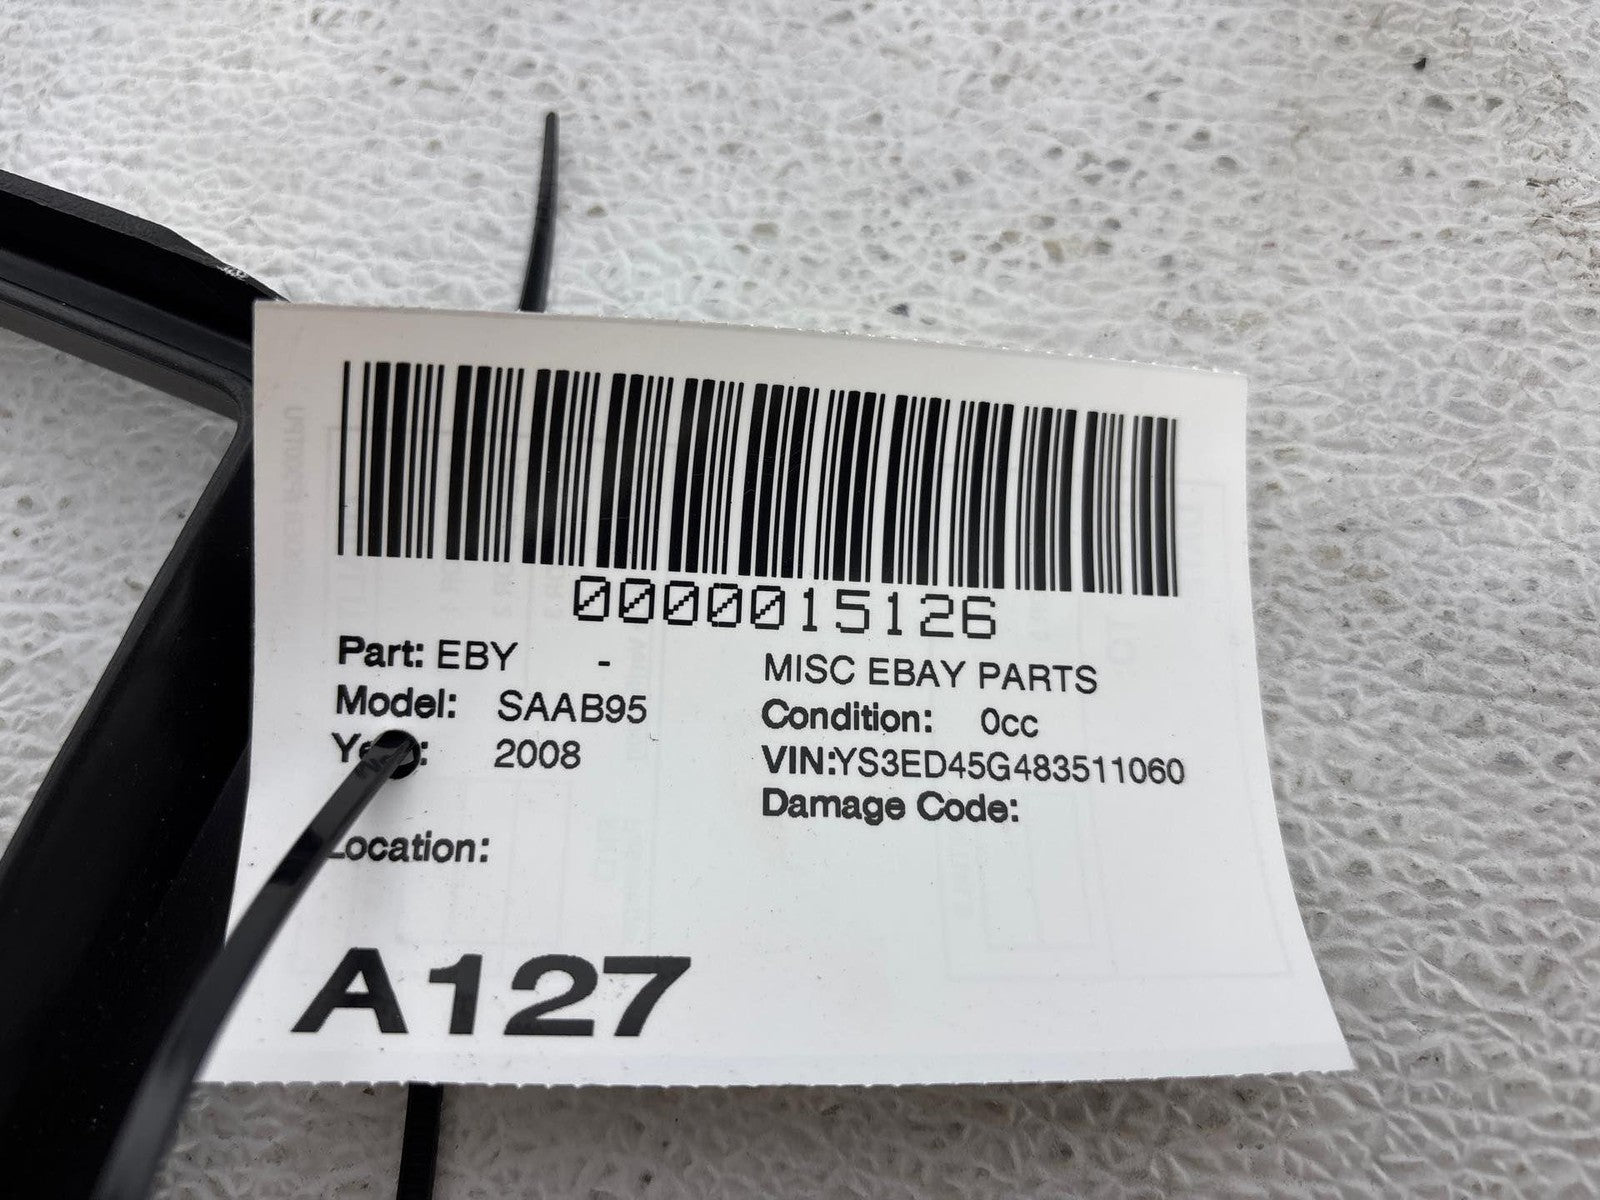 0000015126
Part: EBY - MISC EBAY PARTS
Model: SAAB95 Condition: 0cc
2008 VIN:YS3ED45G483511060
Damage Code:
Location:
A127